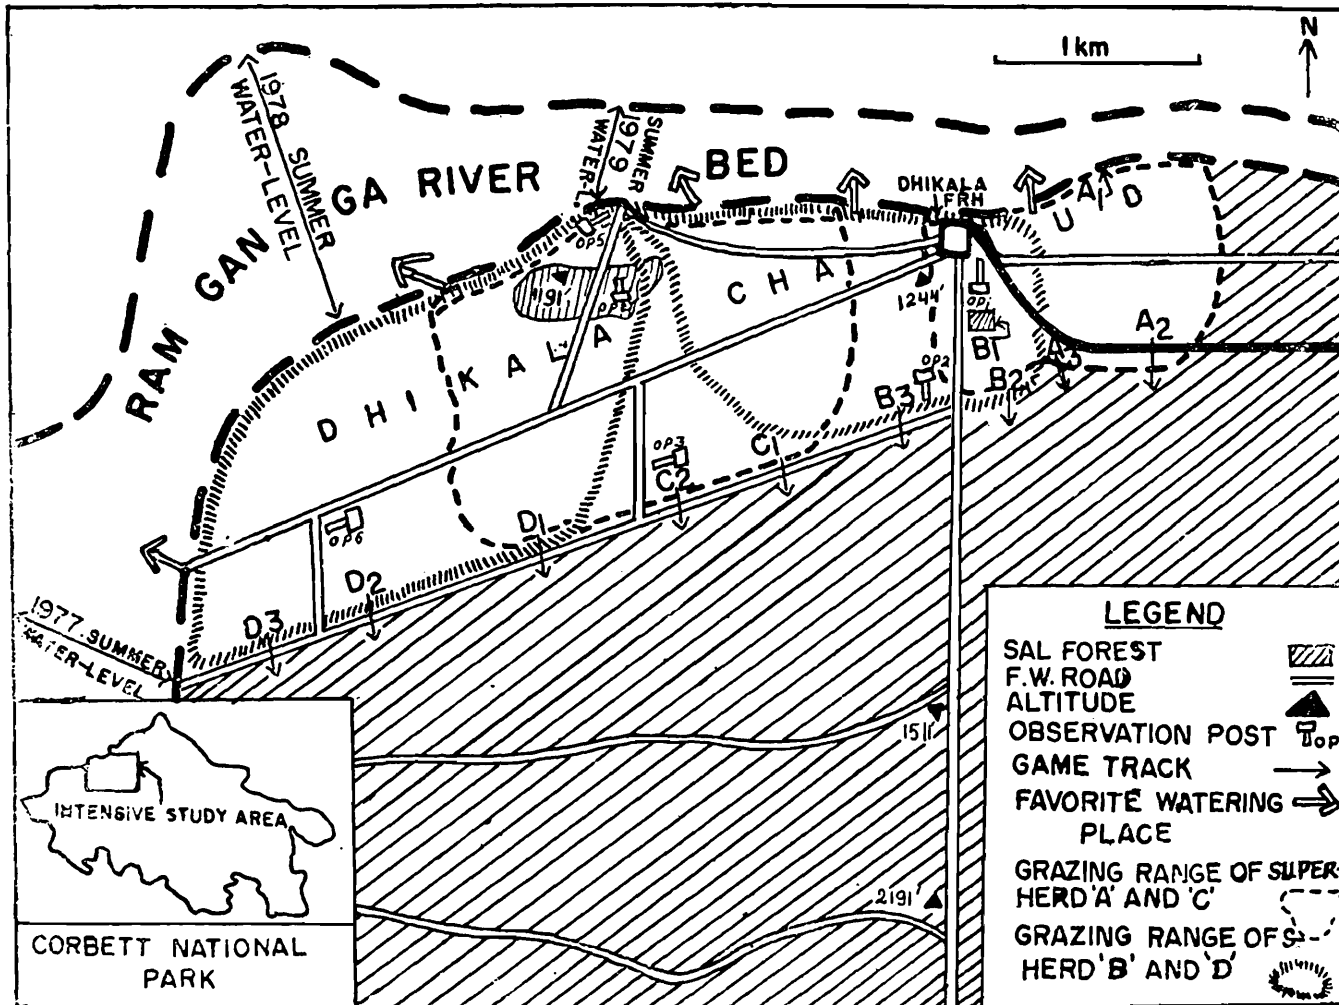 N
1 km
1978 SUMMER
WATER-LEVEL
SUMMER
1979
WATER-L
RAM GAN GA RIVER BED
DHIKALA
FRH
U A1 D
OP5
1191'
DHIKALA CHA
1244'
OP1
B1
A2
A3
OP2
B2
B3
OP3
C1
C2
OP6
D1
D2
D3
1977 SUMMER
WATER-LEVEL
1511'
2191'
INTENSIVE STUDY AREA
CORBETT NATIONAL
PARK
LEGEND
SAL FOREST
F.W. ROAD
ALTITUDE
OBSERVATION POST OP
GAME TRACK
FAVORITE WATERING
PLACE
GRAZING RANGE OF SUPER-
HERD 'A' AND 'C'
GRAZING RANGE OF S-
HERD 'B' AND 'D'